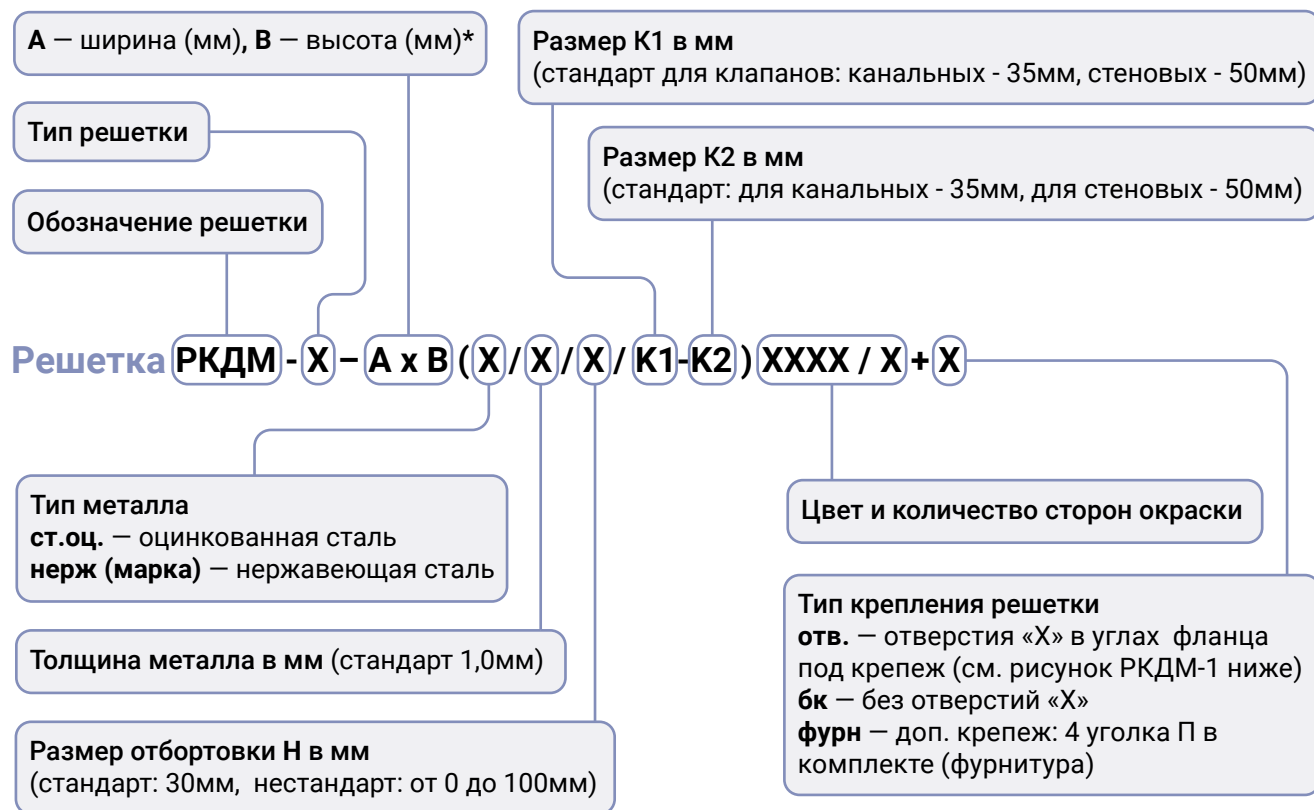 А — ширина (мм), В — высота (мм)*
Размер К1 в мм
(стандарт для клапанов: канальных - 35мм, стеновых - 50мм)
Тип решетки
Размер К2 в мм
(стандарт: для канальных - 35мм, для стеновых - 50мм)
Обозначение решетки
Решетка РКДМ - Х – А х В ( Х / Х / Х / К1 - К2 ) ХХХХ / Х + Х
Тип металла
ст.оц. — оцинкованная сталь
нерж (марка) — нержавеющая сталь
Цвет и количество сторон окраски
Толщина металла в мм (стандарт 1,0мм)
Тип крепления решетки
отв. — отверстия «Х» в углах фланца
под крепеж (см. рисунок РКДМ-1 ниже)
бк — без отверстий «Х»
фурн — доп. крепеж: 4 уголка П в
комплекте (фурнитура)
Размер отбортовки Н в мм
(стандарт: 30мм, нестандарт: от 0 до 100мм)